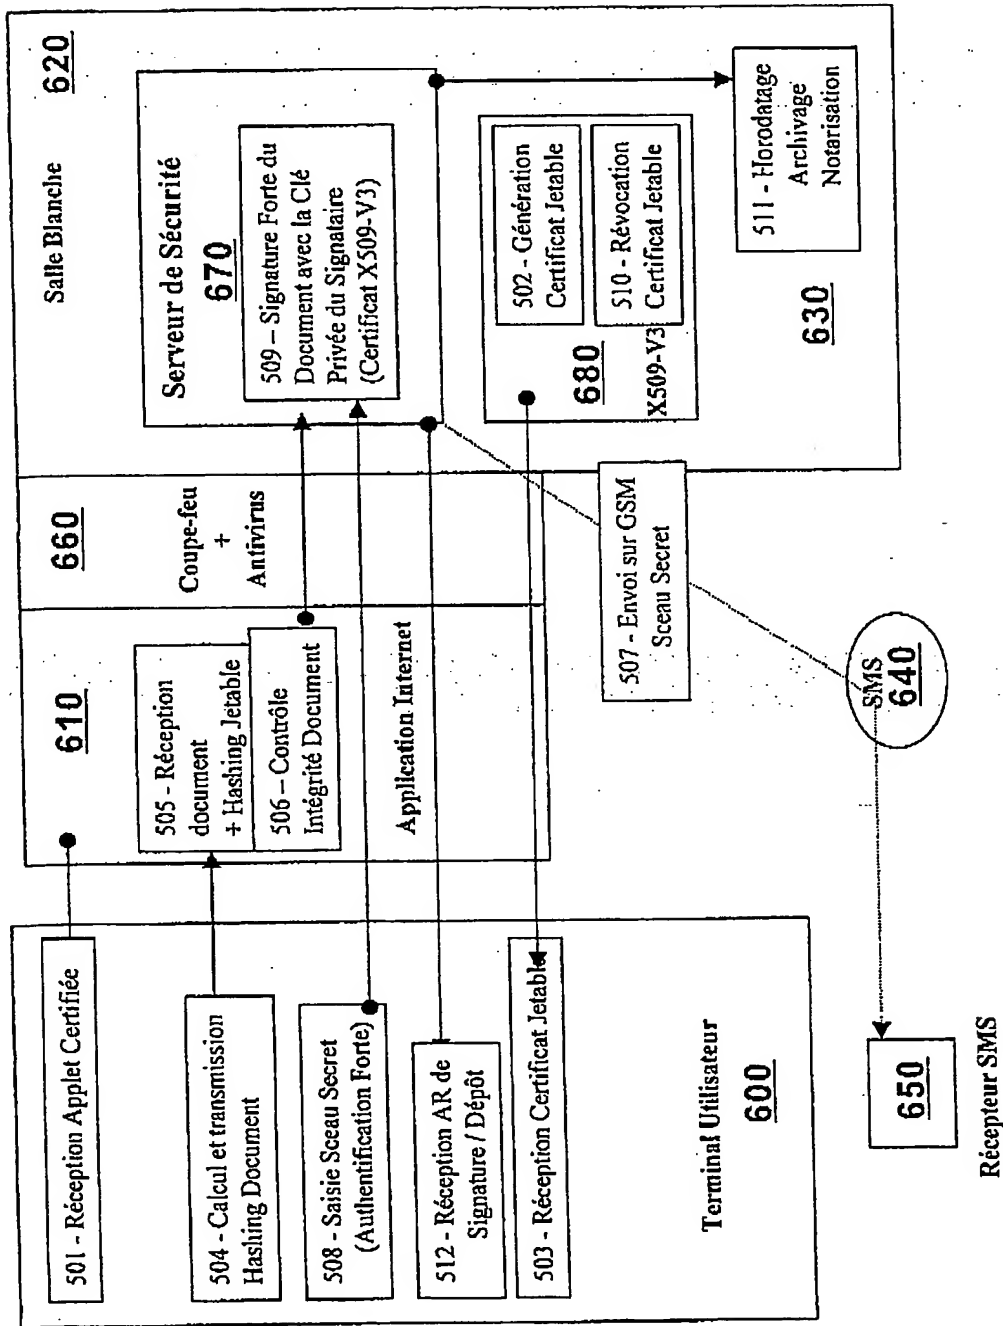 501 - Réception Applet Certifiée
504 - Calcul et transmission
Hashing Document
508 – Saisie Sceau Secret
(Authentification Forte)
512 - Réception AR de
Signature / Dépôt
503 - Réception Certificat Jetable
Terminal Utilisateur
600
610
505 - Réception
document
+ Hashing Jetable
506 – Contrôle
Intégrité Document
Application Internet
660
Coupe-feu
+
Antivirus
Salle Blanche
620
Serveur de Sécurité
670
509 – Signature Forte du
Document avec la Clé
Privée du Signataire
(Certificat X509-V3)
502 - Génération
Certificat Jetable
510 - Révocation
Certificat Jetable
680
X509-V3
630
511 - Horodatage
Archivage
Notarisation
507 - Envoi sur GSM
Sceau Secret
SMS
640
650
Récepteur SMS